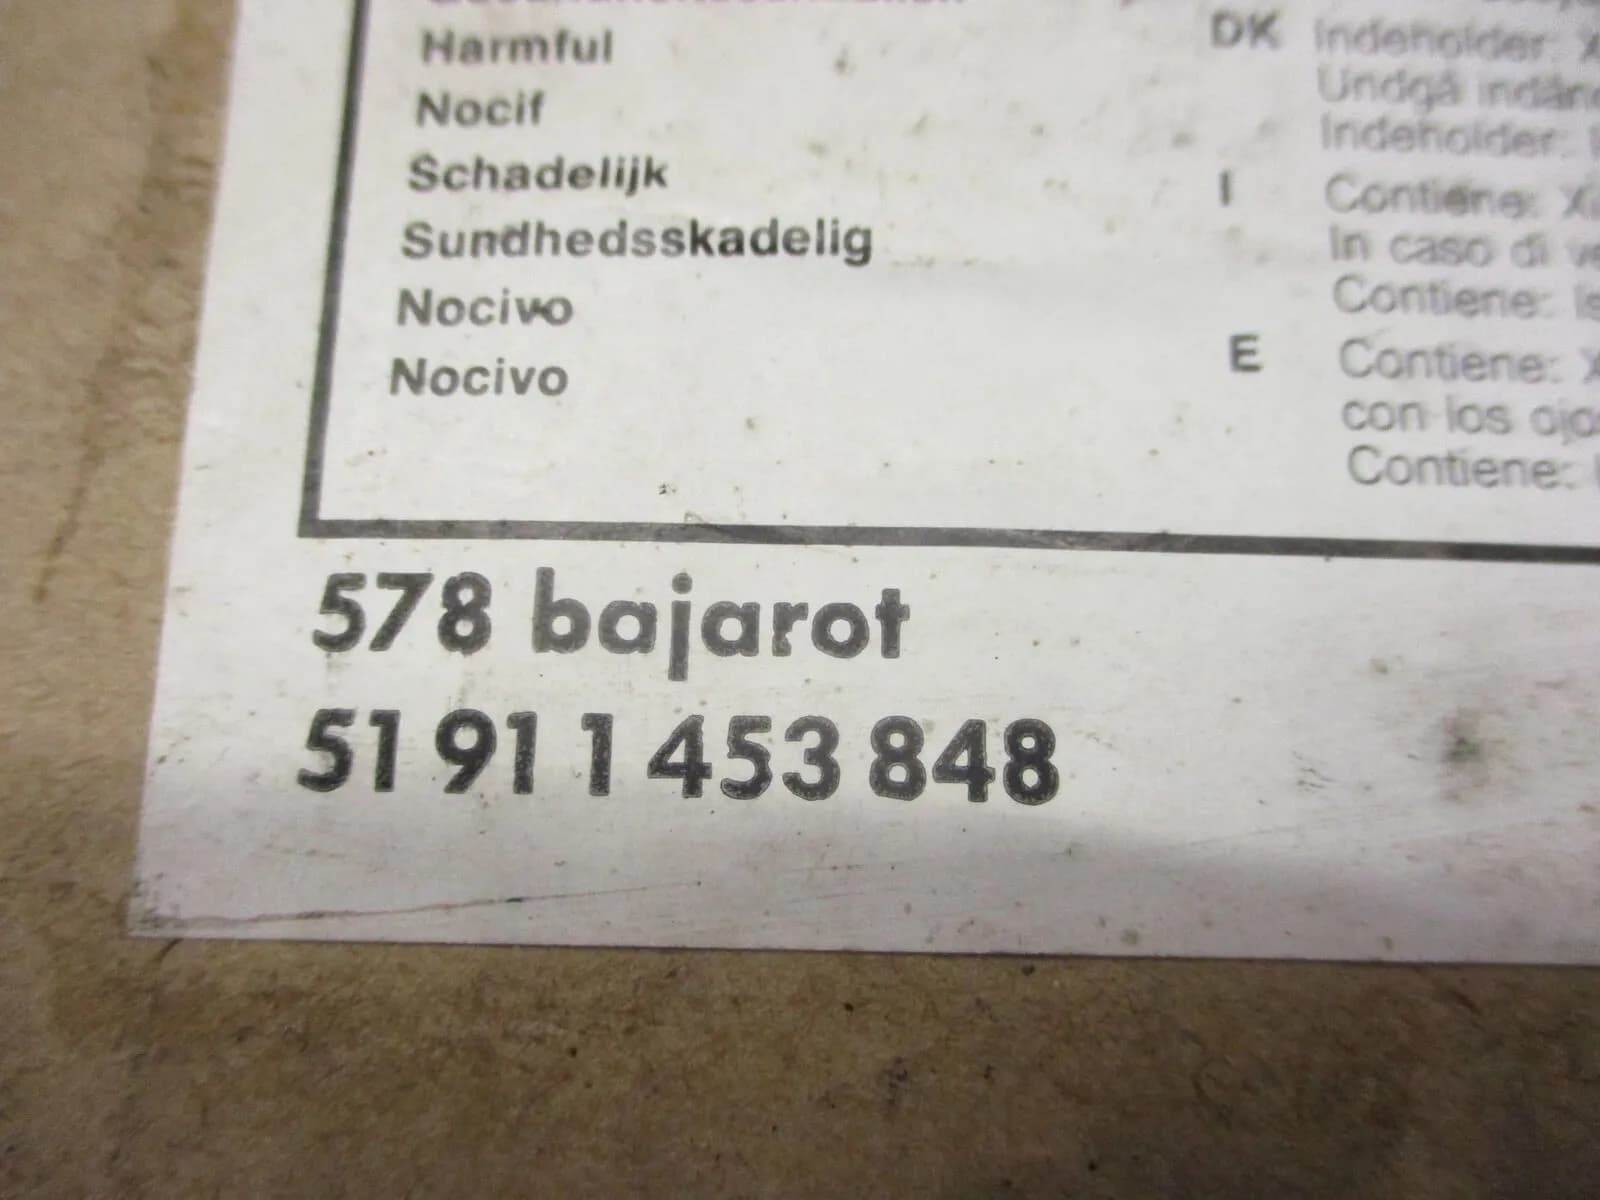 Harmful
Nocif
Schadelijk
Sundhedsskadelig
Nocivo
Nocivo
DK Indeholder:
Undgå
Indeholder:
I Contiene:
In caso di
Contiene:
E Contiene:
con los
Contiene:
578 bajarot
51 91 1 453 848